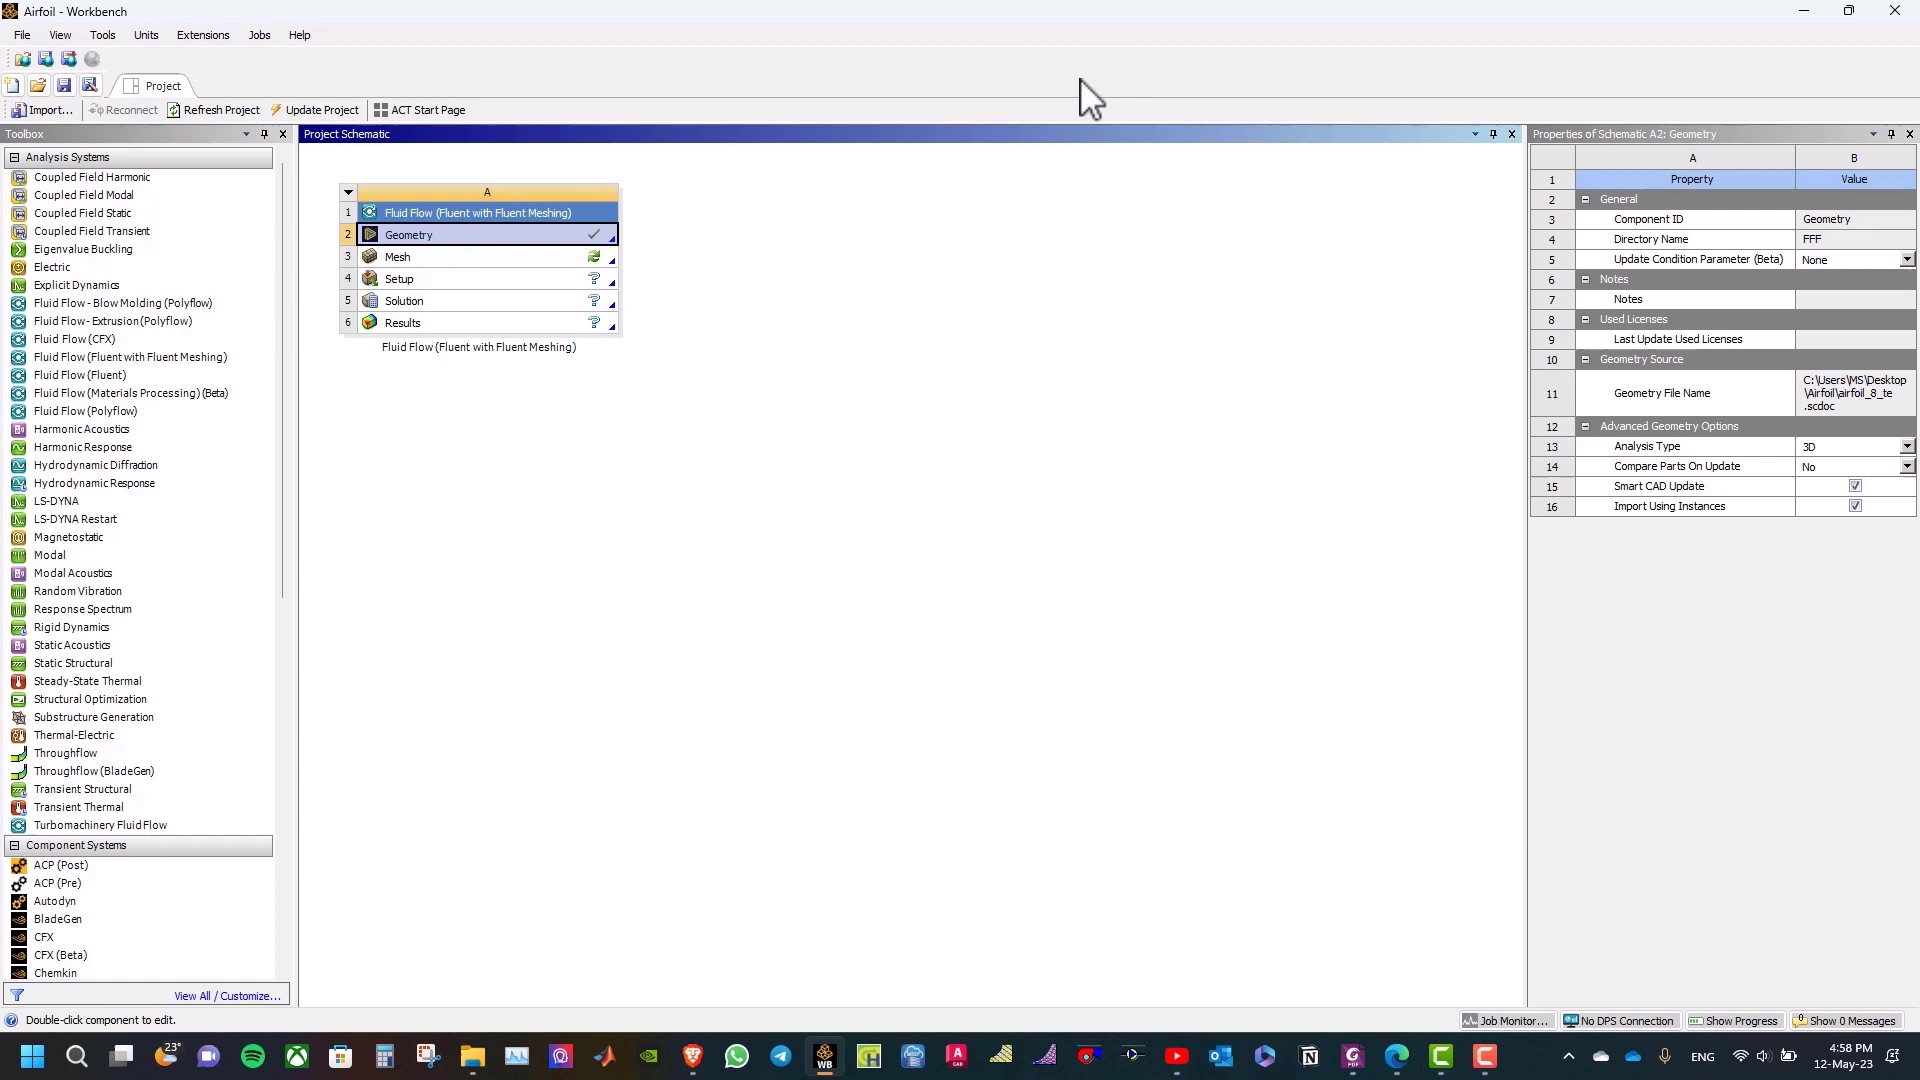 Airfoil - Workbench
File View Tools Units Extensions Jobs Help
Project
Import... Reconnect Refresh Project Update Project ACT Start Page
Toolbox
Analysis Systems
Coupled Field Harmonic
Coupled Field Modal
Coupled Field Static
Coupled Field Transient
Eigenvalue Buckling
Electric
Explicit Dynamics
Fluid Flow - Blow Molding (Polyflow)
Fluid Flow- Extrusion (Polyflow)
Fluid Flow (CFX)
Fluid Flow (Fluent with Fluent Meshing)
Fluid Flow (Fluent)
Fluid Flow (Materials Processing) (Beta)
Fluid Flow (Polyflow)
Harmonic Acoustics
Harmonic Response
Hydrodynamic Diffraction
Hydrodynamic Response
LS-DYNA
LS-DYNA Restart
Magnetostatic
Modal
Modal Acoustics
Random Vibration
Response Spectrum
Rigid Dynamics
Static Acoustics
Static Structural
Steady-State Thermal
Structural Optimization
Substructure Generation
Thermal-Electric
Throughflow
Throughflow (BladeGen)
Transient Structural
Transient Thermal
Turbomachinery Fluid Flow
Component Systems
ACP (Post)
ACP (Pre)
Autodyn
BladeGen
CFX
CFX (Beta)
Chemkin
View All / Customize...
Project Schematic
A
1 Fluid Flow (Fluent with Fluent Meshing)
2 Geometry
3 Mesh
4 Setup
5 Solution
6 Results
Fluid Flow (Fluent with Fluent Meshing)
Properties of Schematic A2: Geometry
A B
1 Property Value
2 General
3 Component ID Geometry
4 Directory Name FFF
5 Update Condition Parameter (Beta) None
6 Notes
7 Notes
8 Used Licenses
9 Last Update Used Licenses
10 Geometry Source
11 Geometry File Name C:\Users\MS\Desktop
\Airfoil\airfoil_8_te
.scdoc
12 Advanced Geometry Options
13 Analysis Type 3D
14 Compare Parts On Update No
15 Smart CAD Update
16 Import Using Instances
Double-click component to edit.
Job Monitor... No DPS Connection Show Progress Show 0 Messages
23°
WB
ENG
4:58 PM
12-May-23